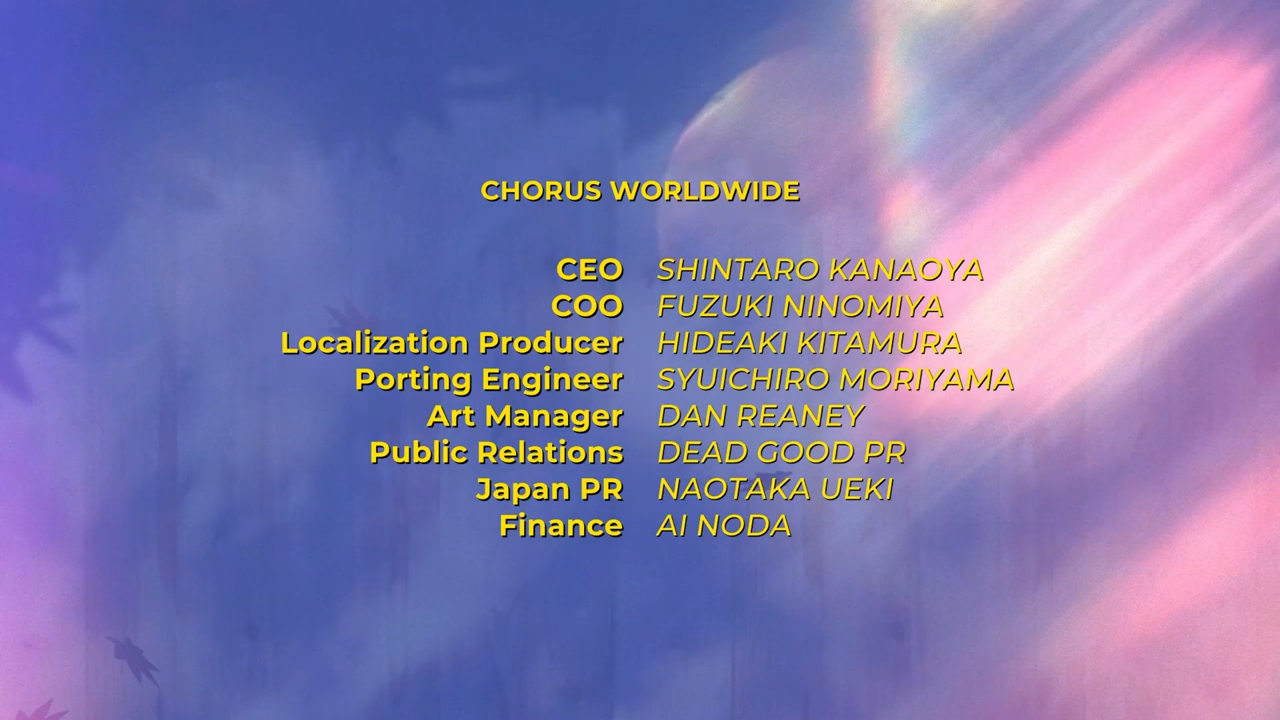 CHORUS WORLDWIDE
CEO SHINTARO KANAOYA
COO FUZUKI NINOMIYA
Localization Producer HIDEAKI KITAMURA
Porting Engineer SYUICHIRO MORIYAMA
Art Manager DAN REANEY
Public Relations DEAD GOOD PR
Japan PR NAOTAKA UEKI
Finance AI NODA